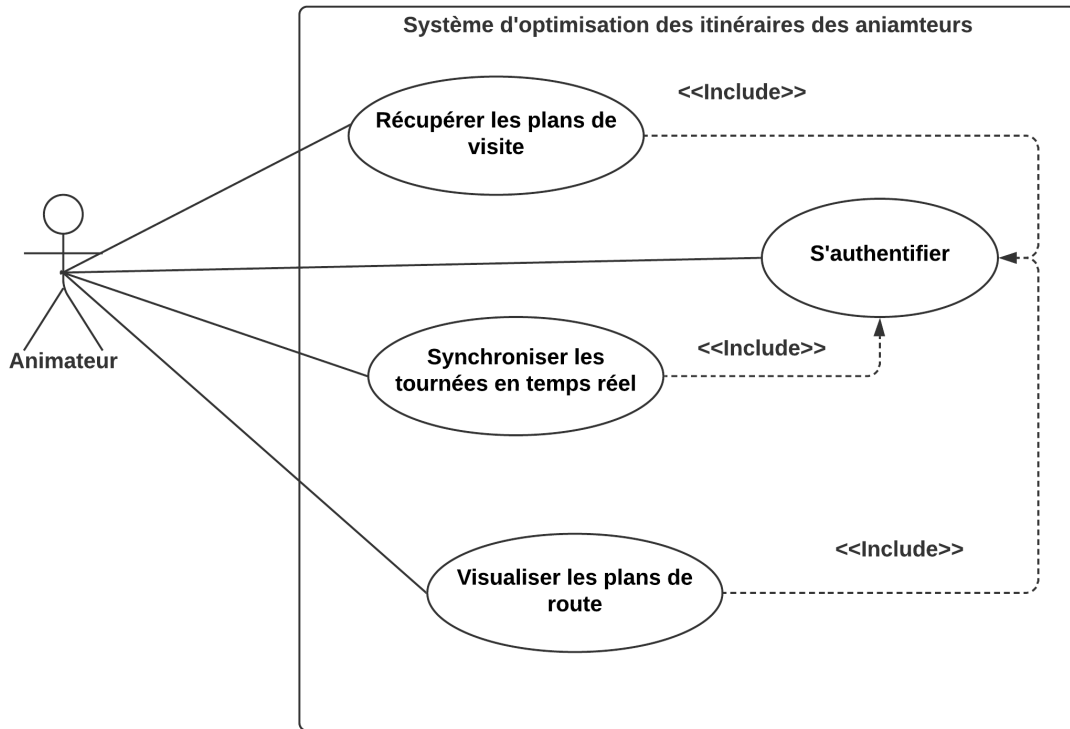 Système d'optimisation des itinéraires des aniamteurs
<<Include>>
Récupérer les plans de
visite
S'authentifier
Animateur
<<Include>>
Synchroniser les
tournées en temps réel
<<Include>>
Visualiser les plans de
route